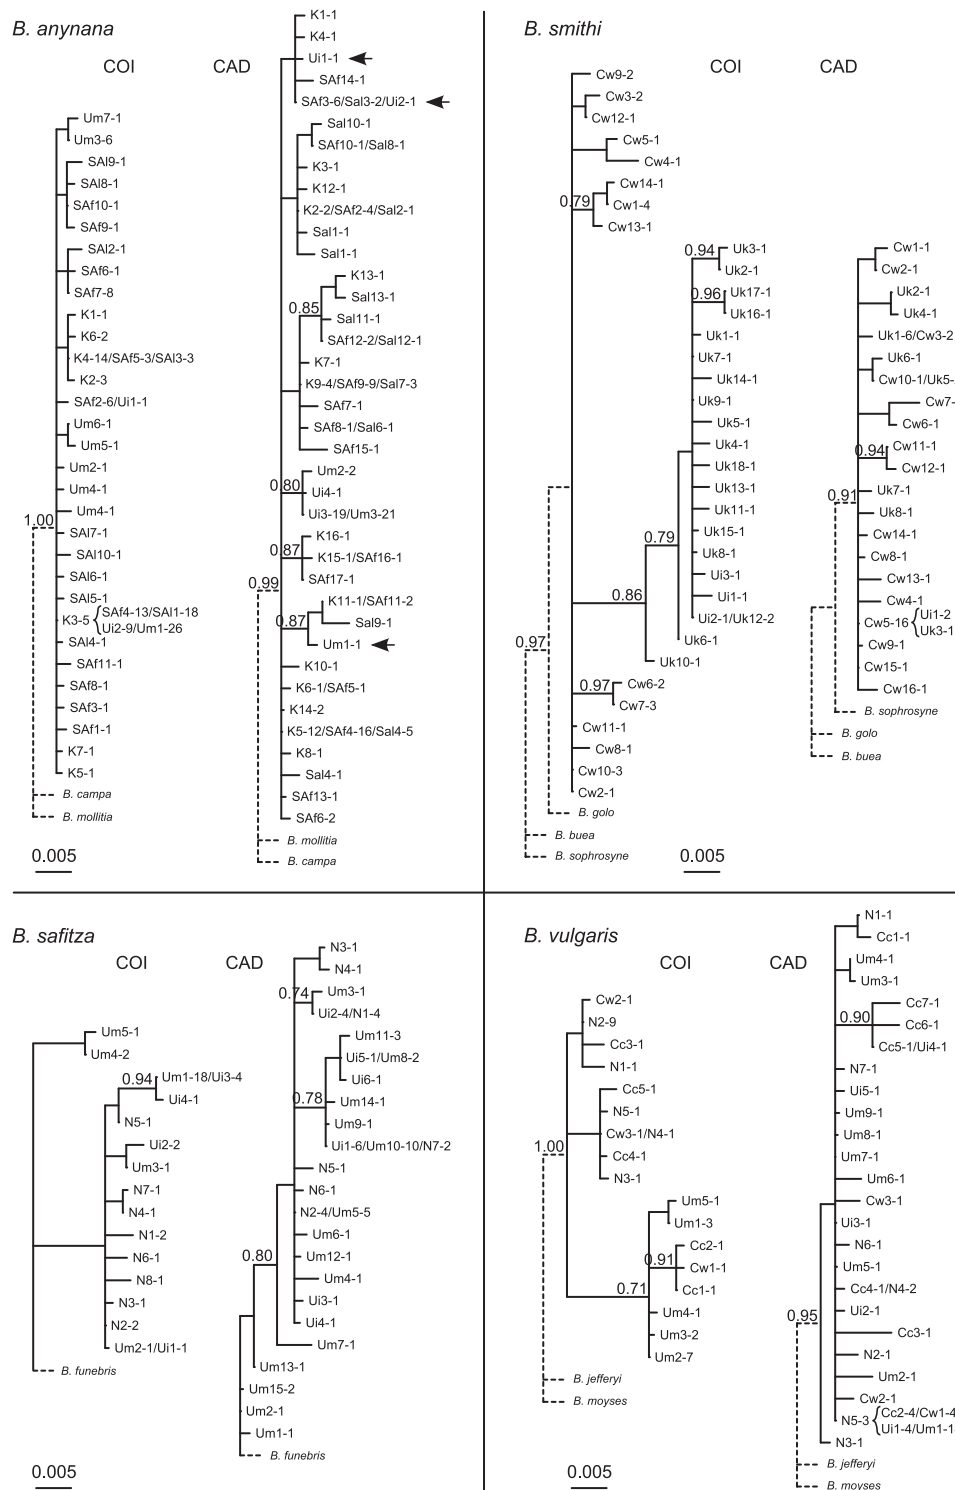 B. anynana
COI
CAD
Um7-1
Um3-6
SAl9-1
SAl8-1
SAf10-1
SAf9-1
SAl2-1
SAf6-1
SAf7-8
K1-1
K6-2
K4-14/SAf5-3/SAl3-3
K2-3
SAf2-6/Ui1-1
Um6-1
Um5-1
Um2-1
Um4-1
Um4-1
1.00
SAl7-1
SAl10-1
SAl6-1
SAl5-1
K3-5
SAf4-13/SAl1-18
Ui2-9/Um1-26
SAl4-1
SAf11-1
SAf8-1
SAf3-1
SAf1-1
K7-1
K5-1
B. campa
B. mollitia
0.005
K1-1
K4-1
Ui1-1
SAf14-1
SAf3-6/Sal3-2/Ui2-1
Sal10-1
SAf10-1/Sal8-1
K3-1
K12-1
K2-2/SAf2-4/Sal2-1
Sal1-1
Sal1-1
K13-1
Sal13-1
0.85
Sal11-1
SAf12-2/Sal12-1
K7-1
K9-4/SAf9-9/Sal7-3
SAf7-1
SAf8-1/Sal6-1
SAf15-1
Um2-2
0.80
Ui4-1
Ui3-19/Um3-21
K16-1
0.87
K15-1/SAf16-1
SAf17-1
0.99
K11-1/SAf11-2
Sal9-1
0.87
Um1-1
K10-1
K6-1/SAf5-1
K14-2
K5-12/SAf4-16/Sal4-5
K8-1
Sal4-1
SAf13-1
SAf6-2
B. mollitia
B. campa
B. smithi
COI
CAD
Cw9-2
Cw3-2
Cw12-1
Cw5-1
Cw4-1
Cw14-1
0.79
Cw1-4
Cw13-1
0.94
Uk3-1
Uk2-1
0.96
Uk17-1
Uk16-1
Uk1-1
Uk7-1
Uk14-1
Uk9-1
Uk5-1
Uk4-1
Uk18-1
Uk13-1
Uk11-1
Uk15-1
0.79
Uk8-1
Ui3-1
0.86
Ui1-1
Ui2-1/Uk12-2
Uk6-1
Uk10-1
0.97
0.97
Cw6-2
Cw7-3
Cw11-1
Cw8-1
Cw10-3
Cw2-1
B. golo
B. buea
B. sophrosyne
0.005
Cw1-1
Cw2-1
Uk2-1
Uk4-1
Uk1-6/Cw3-2
Uk6-1
Cw10-1/Uk5-
Cw7-
Cw6-1
0.94
Cw11-1
Cw12-1
0.91
Uk7-1
Uk8-1
Cw14-1
Cw8-1
Cw13-1
Cw4-1
Cw5-16
Ui1-2
Uk3-1
Cw9-1
Cw15-1
Cw16-1
B. sophrosyne
B. golo
B. buea
B. safitza
COI
CAD
Um5-1
Um4-2
0.94
Um1-18/Ui3-4
Ui4-1
N5-1
Ui2-2
Um3-1
N7-1
N4-1
N1-2
N6-1
N8-1
N3-1
N2-2
Um2-1/Ui1-1
B. funebris
0.005
N3-1
N4-1
0.74
Um3-1
Ui2-4/N1-4
Um11-3
Ui5-1/Um8-2
Ui6-1
0.78
Um14-1
Um9-1
Ui1-6/Um10-10/N7-2
N5-1
N6-1
N2-4/Um5-5
Um6-1
0.80
Um12-1
Um4-1
Ui3-1
Ui4-1
Um7-1
Um13-1
Um15-2
Um2-1
Um1-1
B. funebris
B. vulgaris
COI
CAD
Cw2-1
N2-9
Cc3-1
N1-1
Cc5-1
N5-1
Cw3-1/N4-1
1.00
Cc4-1
N3-1
Um5-1
Um1-3
Cc2-1
0.91
Cw1-1
Cc1-1
0.71
Um4-1
Um3-2
Um2-7
B. jefferyi
B. moyses
0.005
N1-1
Cc1-1
Um4-1
Um3-1
Cc7-1
0.90
Cc6-1
Cc5-1/Ui4-1
N7-1
Ui5-1
Um9-1
Um8-1
Um7-1
Um6-1
Cw3-1
Ui3-1
N6-1
Um5-1
Cc4-1/N4-2
0.95
Ui2-1
Cc3-1
N2-1
Um2-1
Cw2-1
N5-3
Cc2-4/Cw1-4
Ui1-4/Um1-1
N3-1
B. jefferyi
B. moyses